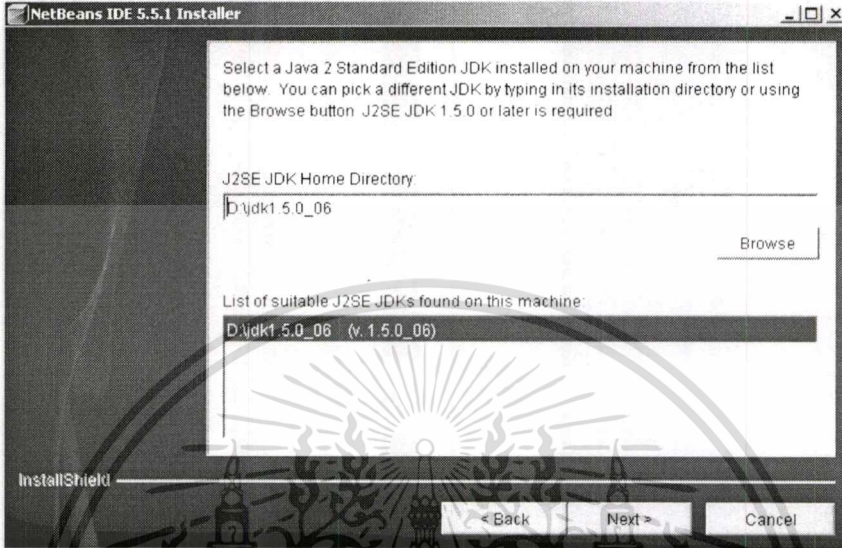 NetBeans IDE 5.5.1 Installer
Select a Java 2 Standard Edition JDK installed on your machine from the list
below. You can pick a different JDK by typing in its installation directory or using
the Browse button J2SE JDK 1.5.0 or later is required
J2SE JDK Home Directory:
D:\jdk1.5.0_06
Browse
List of suitable J2SE JDKs found on this machine:
D:\jdk1.5.0_06 (v. 1.5.0_06)
InstallShield
< Back
Next >
Cancel